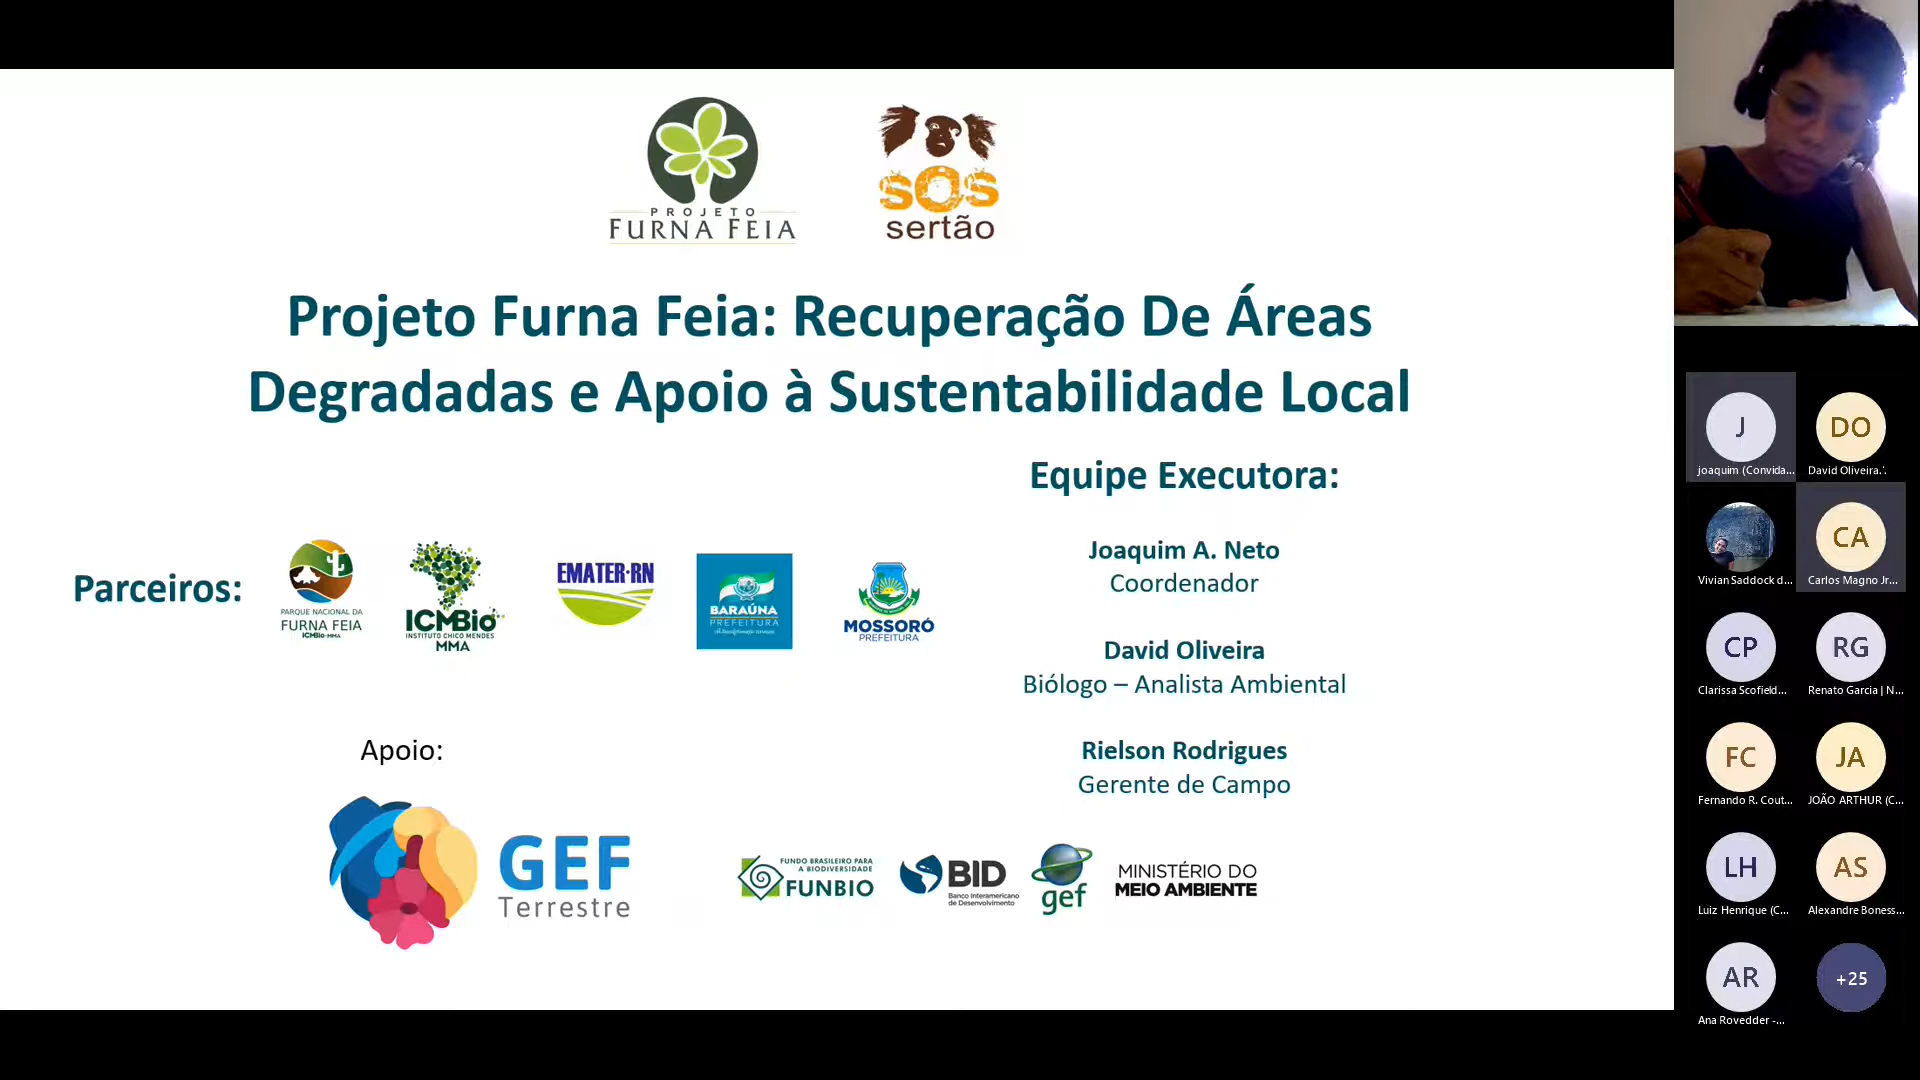 PROJETO
FURNA FEIA
SOS
sertão
Projeto Furna Feia: Recuperação De Áreas
Degradadas e Apoio à Sustentabilidade Local
Equipe Executora:
Joaquim A. Neto
Coordenador
David Oliveira
Biólogo – Analista Ambiental
Rielson Rodrigues
Gerente de Campo
Parceiros:
PARQUE NACIONAL DA
FURNA FEIA
ICMBio-MMA
ICMBio
INSTITUTO CHICO MENDES
MMA
EMATER-RN
BARAÚNA
PREFEITURA
MOSSORÓ
PREFEITURA
Apoio:
GEF
Terrestre
FUNDO BRASILEIRO PARA
A BIODIVERSIDADE
FUNBIO
BID
Banco Interamericano
de Desenvolvimento
gef
MINISTÉRIO DO
MEIO AMBIENTE
J
joaquim (Convida...
DO
David Oliveira.'.
Vivian Saddock d...
CA
Carlos Magno Jr...
CP
Clarissa Scofield...
RG
Renato Garcia | N...
FC
Fernando R. Cout...
JA
JOÃO ARTHUR (C...
LH
Luiz Henrique (C...
AS
Alexandre Boness...
AR
Ana Rovedder -...
+25